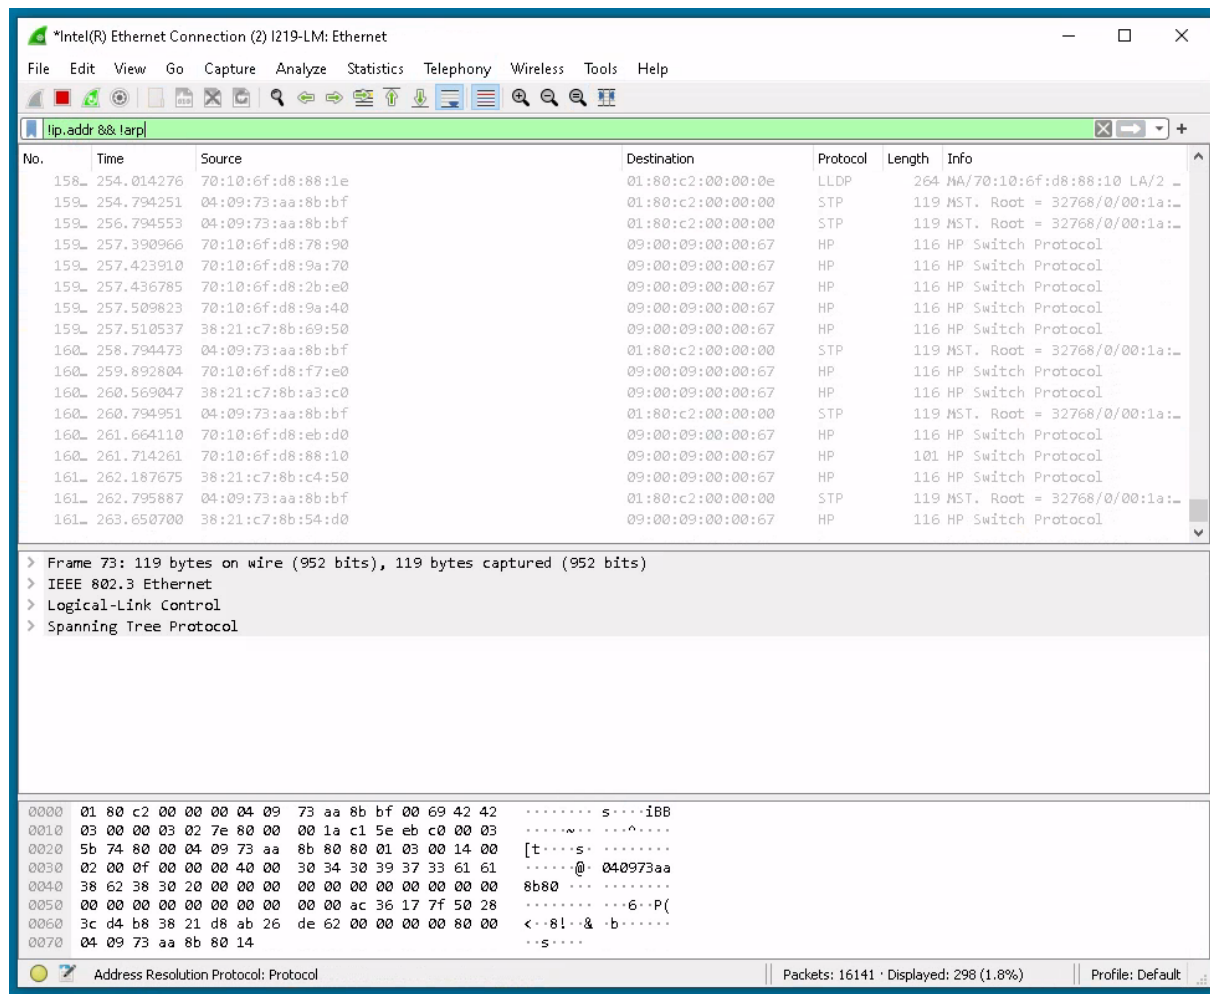 *Intel(R) Ethernet Connection (2) I219-LM: Ethernet
File Edit View Go Capture Analyze Statistics Telephony Wireless Tools Help
!ip.addr && !arp
No. Time Source Destination Protocol Length Info
158… 254.014276 70:10:6f:d8:88:1e 01:80:c2:00:00:0e LLDP 264 MA/70:10:6f:d8:88:10 LA/2 …
159… 254.794251 04:09:73:aa:8b:bf 01:80:c2:00:00:00 STP 119 MST. Root = 32768/0/00:1a:…
159… 256.794553 04:09:73:aa:8b:bf 01:80:c2:00:00:00 STP 119 MST. Root = 32768/0/00:1a:…
159… 257.390966 70:10:6f:d8:78:90 09:00:09:00:00:67 HP 116 HP Switch Protocol
159… 257.423910 70:10:6f:d8:9a:70 09:00:09:00:00:67 HP 116 HP Switch Protocol
159… 257.436785 70:10:6f:d8:2b:e0 09:00:09:00:00:67 HP 116 HP Switch Protocol
159… 257.509823 70:10:6f:d8:9a:40 09:00:09:00:00:67 HP 116 HP Switch Protocol
159… 257.510537 38:21:c7:8b:69:50 09:00:09:00:00:67 HP 116 HP Switch Protocol
160… 258.794473 04:09:73:aa:8b:bf 01:80:c2:00:00:00 STP 119 MST. Root = 32768/0/00:1a:…
160… 259.892804 70:10:6f:d8:f7:e0 09:00:09:00:00:67 HP 116 HP Switch Protocol
160… 260.569047 38:21:c7:8b:a3:c0 09:00:09:00:00:67 HP 116 HP Switch Protocol
160… 260.794951 04:09:73:aa:8b:bf 01:80:c2:00:00:00 STP 119 MST. Root = 32768/0/00:1a:…
160… 261.664110 70:10:6f:d8:eb:d0 09:00:09:00:00:67 HP 116 HP Switch Protocol
160… 261.714261 70:10:6f:d8:88:10 09:00:09:00:00:67 HP 101 HP Switch Protocol
161… 262.187675 38:21:c7:8b:c4:50 09:00:09:00:00:67 HP 116 HP Switch Protocol
161… 262.795887 04:09:73:aa:8b:bf 01:80:c2:00:00:00 STP 119 MST. Root = 32768/0/00:1a:…
161… 263.650700 38:21:c7:8b:54:d0 09:00:09:00:00:67 HP 116 HP Switch Protocol
> Frame 73: 119 bytes on wire (952 bits), 119 bytes captured (952 bits)
> IEEE 802.3 Ethernet
> Logical-Link Control
> Spanning Tree Protocol
0000 01 80 c2 00 00 00 04 09 73 aa 8b bf 00 69 42 42 ········ s····iBB
0010 03 00 00 03 02 7e 80 00 00 1a c1 5e eb c0 00 03 ·····~·· ···^····
0020 5b 74 80 00 04 09 73 aa 8b 80 80 01 03 00 14 00 [t····s· ········
0030 02 00 0f 00 00 00 40 00 30 34 30 39 37 33 61 61 ······@· 040973aa
0040 38 62 38 30 20 00 00 00 00 00 00 00 00 00 00 00 8b80 ··· ········
0050 00 00 00 00 00 00 00 00 00 00 ac 36 17 7f 50 28 ········ ···6··P(
0060 3c d4 b8 38 21 d8 ab 26 de 62 00 00 00 00 80 00 <··8!··& ·b······
0070 04 09 73 aa 8b 80 14 ··s····
Address Resolution Protocol: Protocol Packets: 16141 · Displayed: 298 (1.8%) Profile: Default